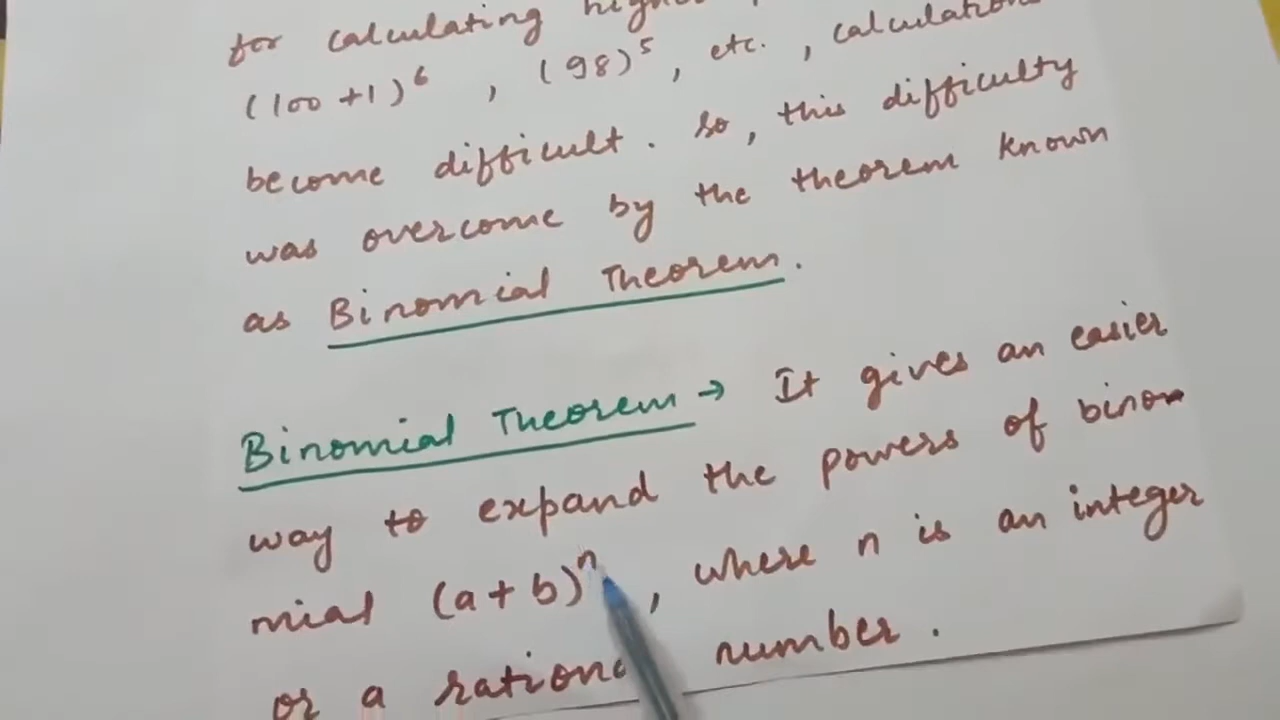 for calculating
(100 +1)⁶ , (98)⁵, etc. , calculations
become difficult . So, this difficulty
was overcome by the theorem known
as Binomial Theorem.
Binomial Theorem → It gives an easier
way to expand the powers of bino
mial (a+b)ⁿ , where n is an integer
or a number .